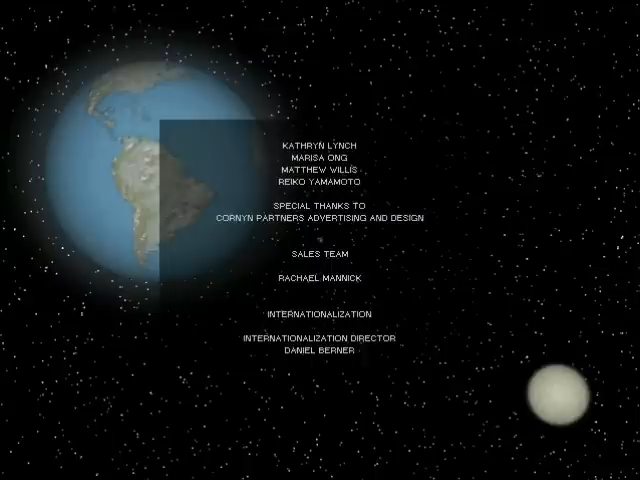 KATHRYN LYNCH
MARISA ONG
MATTHEW WILLIS
REIKO YAMAMOTO
SPECIAL THANKS TO
CORNYN PARTNERS ADVERTISING AND DESIGN
SALES TEAM
RACHAEL MANNICK
INTERNATIONALIZATION
INTERNATIONALIZATION DIRECTOR
DANIEL BERNER